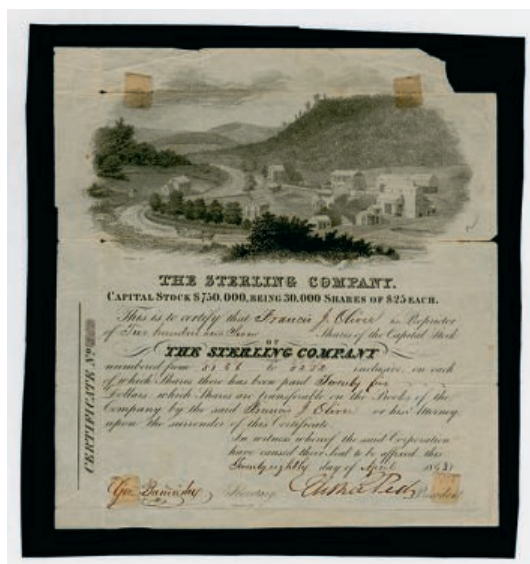 THE STERLING COMPANY.
CAPITAL STOCK $750,000, BEING 30,000 SHARES OF $25 EACH.
This is to certify that Francis J. Oliver is Proprietor
of Two hundred and Seven Shares of the Capital Stock
OF
THE STERLING COMPANY
numbered from to inclusive, on each
of which Shares there has been paid Twenty five
Dollars, which Shares are transferable on the Books of the
Company by the said Francis J. Oliver or his Attorney
upon the surrender of this Certificate.
In witness whereof the said Corporation
have caused their Seal to be affixed, this
Twenty eighth day of April
Secretary President
CERTIFICATE No